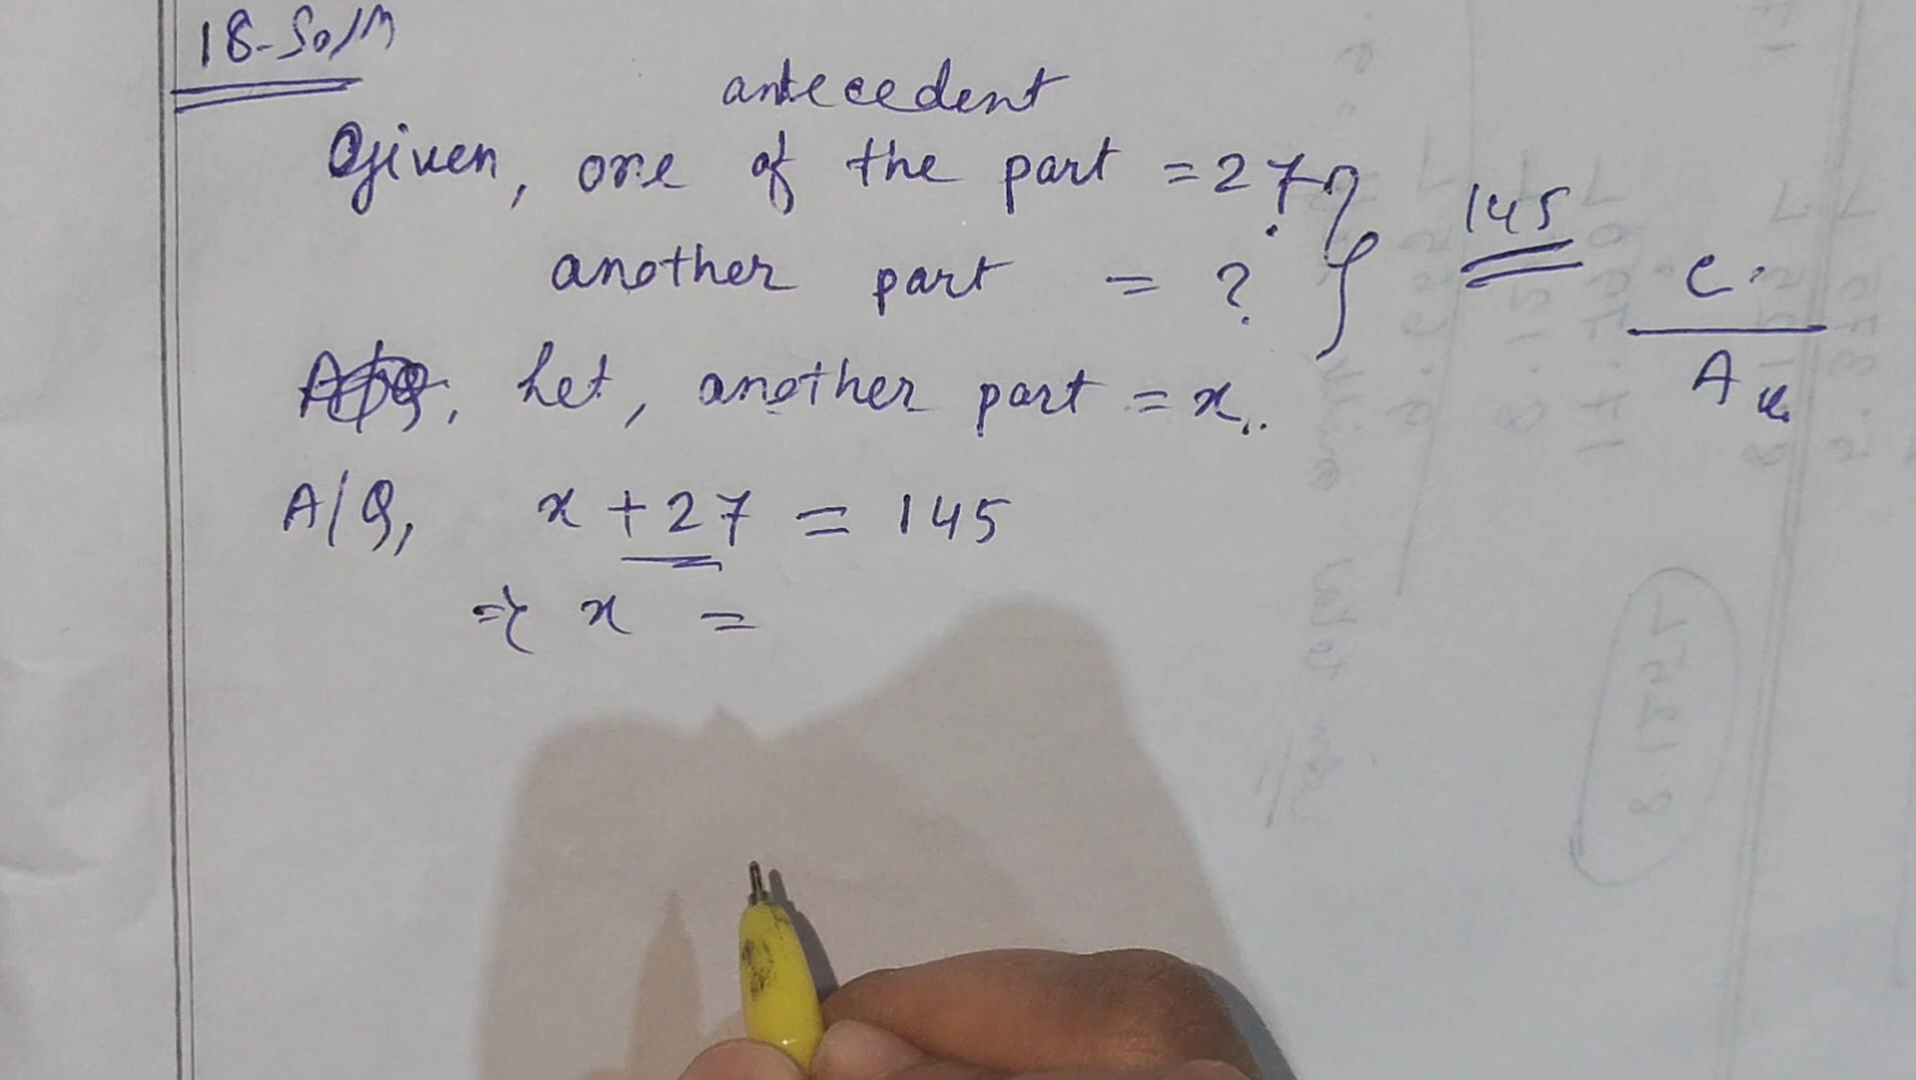 18-Soln
antecedent
Given, one of the part = 27
another part = ?
145
C.
A
Let, another part = x.
A/Q, x + 27 = 145
⇒ x =